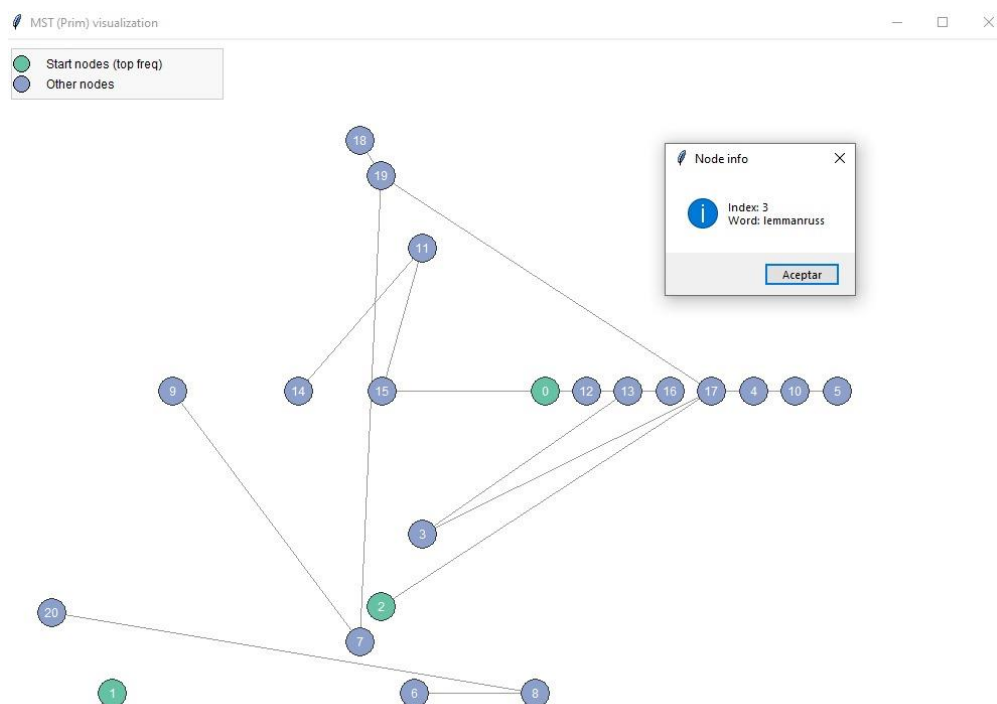 MST (Prim) visualization
Start nodes (top freq)
Other nodes
18
Node info
19
Index: 3
Word: lemmanruss
11
Aceptar
9 14 15 0 12 13 16 17 4 10 5
3
2
20
7
1 6 8